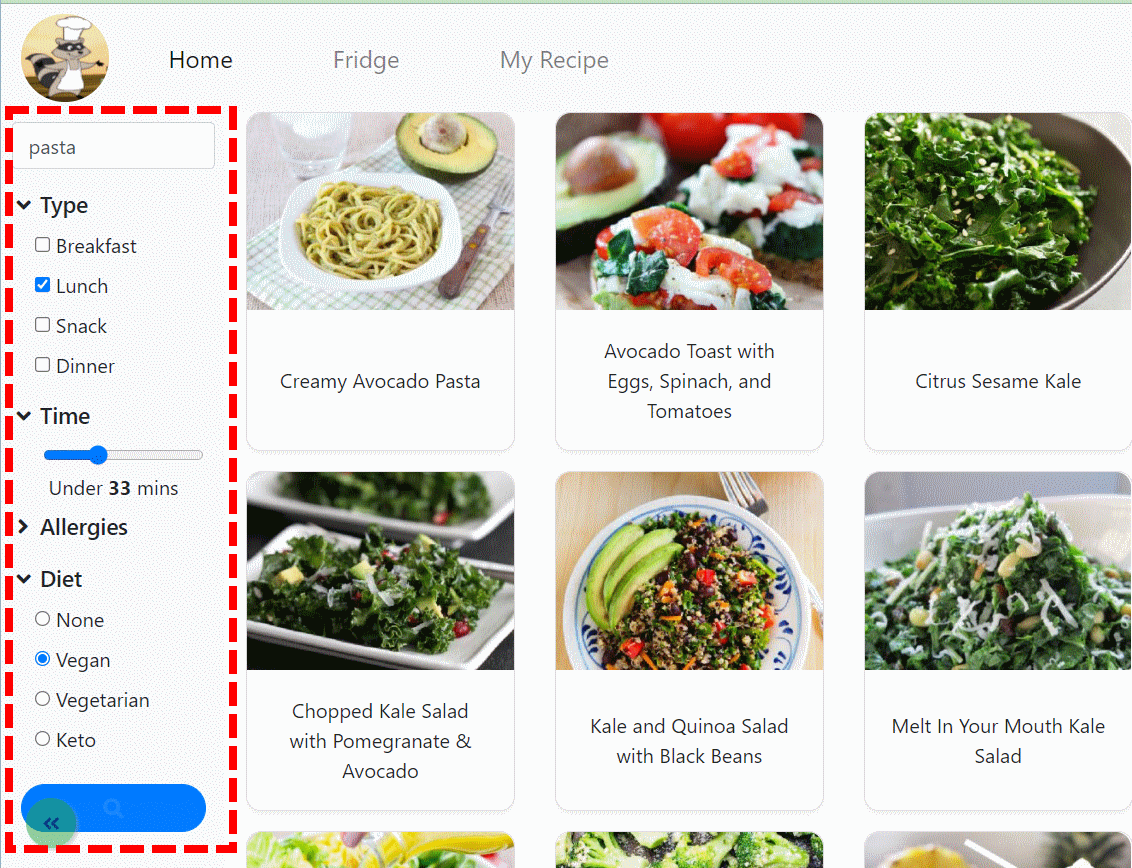 Home
Fridge
My Recipe
pasta
Type
Breakfast
Lunch
Snack
Dinner
Time
Under 33 mins
Allergies
Diet
None
Vegan
Vegetarian
Keto
Creamy Avocado Pasta
Avocado Toast with
Eggs, Spinach, and
Tomatoes
Citrus Sesame Kale
Chopped Kale Salad
with Pomegranate &
Avocado
Kale and Quinoa Salad
with Black Beans
Melt In Your Mouth Kale
Salad